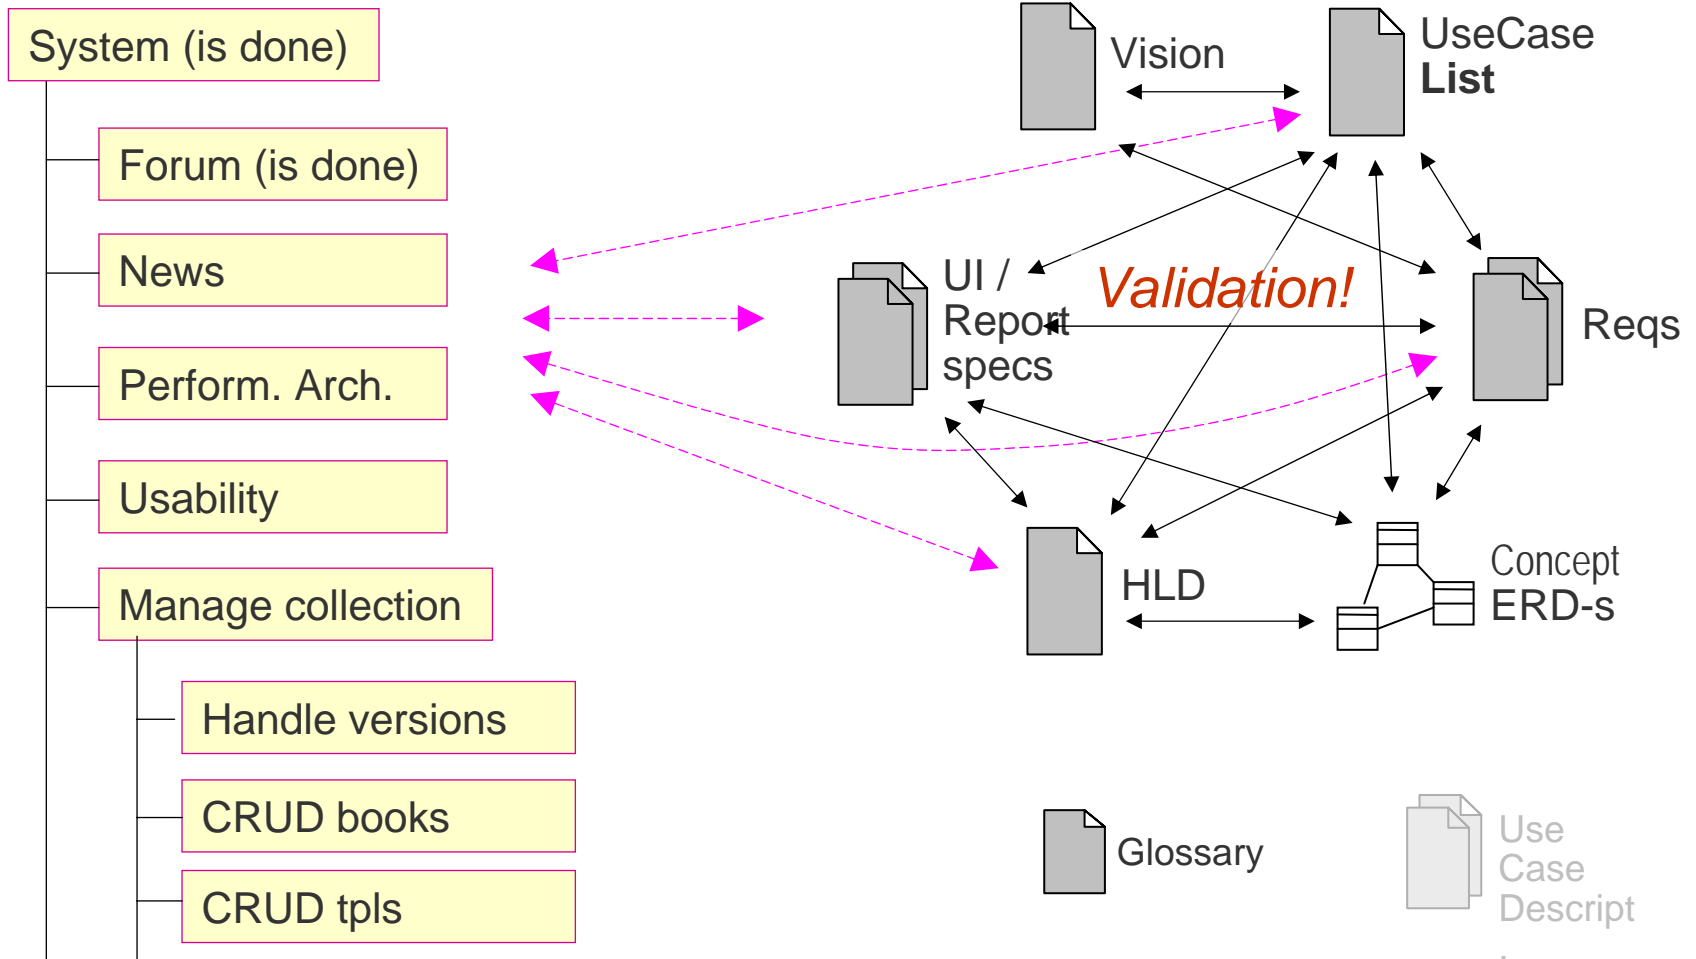 System (is done)
Forum (is done)
News
Perform. Arch.
Usability
Manage collection
Handle versions
CRUD books
CRUD tpls
Vision
UseCase
List
UI /
Report
specs
Validation!
Reqs
HLD
Concept
ERD-s
Glossary
Use
Case
Descript